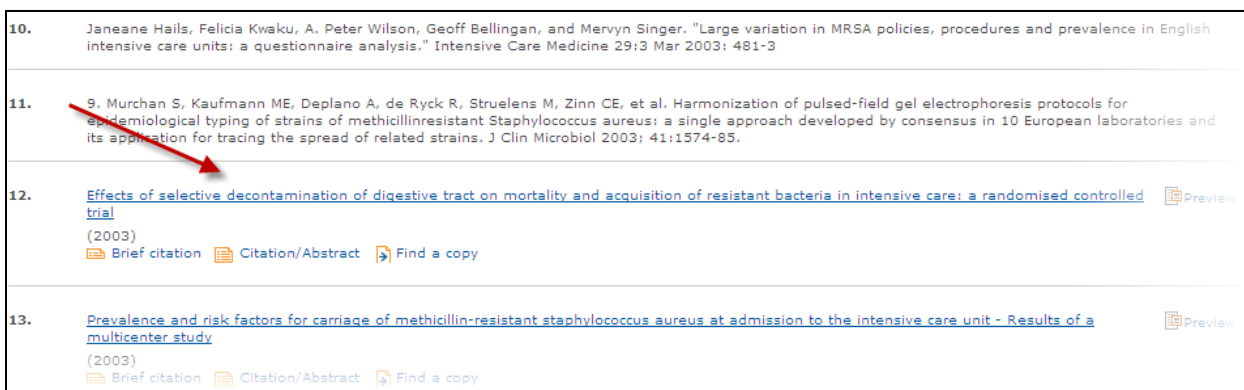 10. Janeane Hails, Felicia Kwaku, A. Peter Wilson, Geoff Bellingan, and Mervyn Singer. "Large variation in MRSA policies, procedures and prevalence in English
intensive care units: a questionnaire analysis." Intensive Care Medicine 29:3 Mar 2003: 481-3
11. 9. Murchan S, Kaufmann ME, Deplano A, de Ryck R, Struelens M, Zinn CE, et al. Harmonization of pulsed-field gel electrophoresis protocols for
epidemiological typing of strains of methicillinresistant Staphylococcus aureus: a single approach developed by consensus in 10 European laboratories and
its application for tracing the spread of related strains. J Clin Microbiol 2003; 41:1574-85.
12. Effects of selective decontamination of digestive tract on mortality and acquisition of resistant bacteria in intensive care: a randomised controlled Preview
trial
(2003)
Brief citation Citation/Abstract Find a copy
13. Prevalence and risk factors for carriage of methicillin-resistant staphylococcus aureus at admission to the intensive care unit - Results of a Preview
multicenter study
(2003)
Brief citation Citation/Abstract Find a copy